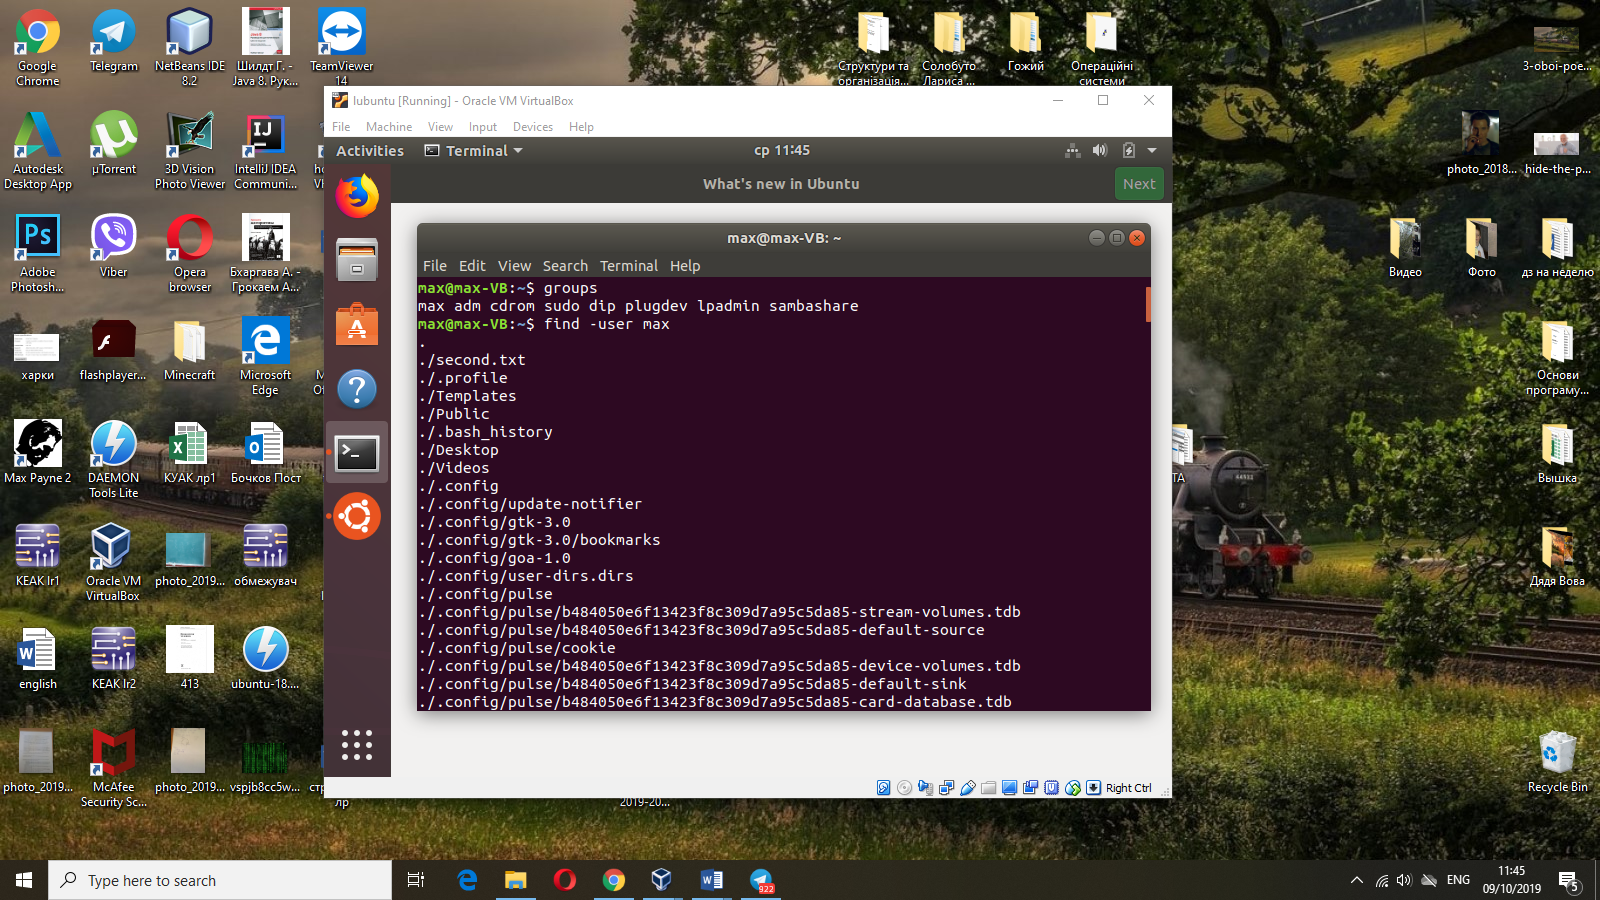 Google
Chrome
Telegram
NetBeans IDE
8.2
Шилдт Г. -
Java 8. Рук...
TeamViewer
14
Структури та
організація...
Солобуто
Лариса ...
Гожий
Операційні
системи
3-oboi-poe...
Autodesk
Desktop App
µTorrent
3D Vision
Photo Viewer
IntelliJ IDEA
Communi...
photo_2018...
hide-the-p...
Adobe
Photosh...
Viber
Opera
browser
Бхаргава А. -
Грокаем А...
Видео
Фото
дз на неделю
харки
flashplayer...
Minecraft
Microsoft
Edge
Основи
програму...
Max Payne 2
DAEMON
Tools Lite
КУАК лр1
Бочков Пост
ТА
Вышка
КЕАК lr1
Oracle VM
VirtualBox
photo_2019...
обмежувач
Дядя Вова
english
КЕАК lr2
413
ubuntu-18....
photo_2019...
McAfee
Security Sc...
photo_2019...
vspjb8cc5w...
лр
2019-20...
Recycle Bin
lubuntu [Running] - Oracle VM VirtualBox
File Machine View Input Devices Help
Activities Terminal ср 11:45
What's new in Ubuntu Next
max@max-VB: ~
File Edit View Search Terminal Help
max@max-VB:~$ groups
max adm cdrom sudo dip plugdev lpadmin sambashare
max@max-VB:~$ find -user max
.
./second.txt
./.profile
./Templates
./Public
./.bash_history
./Desktop
./Videos
./.config
./.config/update-notifier
./.config/gtk-3.0
./.config/gtk-3.0/bookmarks
./.config/goa-1.0
./.config/user-dirs.dirs
./.config/pulse
./.config/pulse/b484050e6f13423f8c309d7a95c5da85-stream-volumes.tdb
./.config/pulse/b484050e6f13423f8c309d7a95c5da85-default-source
./.config/pulse/cookie
./.config/pulse/b484050e6f13423f8c309d7a95c5da85-device-volumes.tdb
./.config/pulse/b484050e6f13423f8c309d7a95c5da85-default-sink
./.config/pulse/b484050e6f13423f8c309d7a95c5da85-card-database.tdb
Right Ctrl
Type here to search
922
ENG
11:45
09/10/2019
5